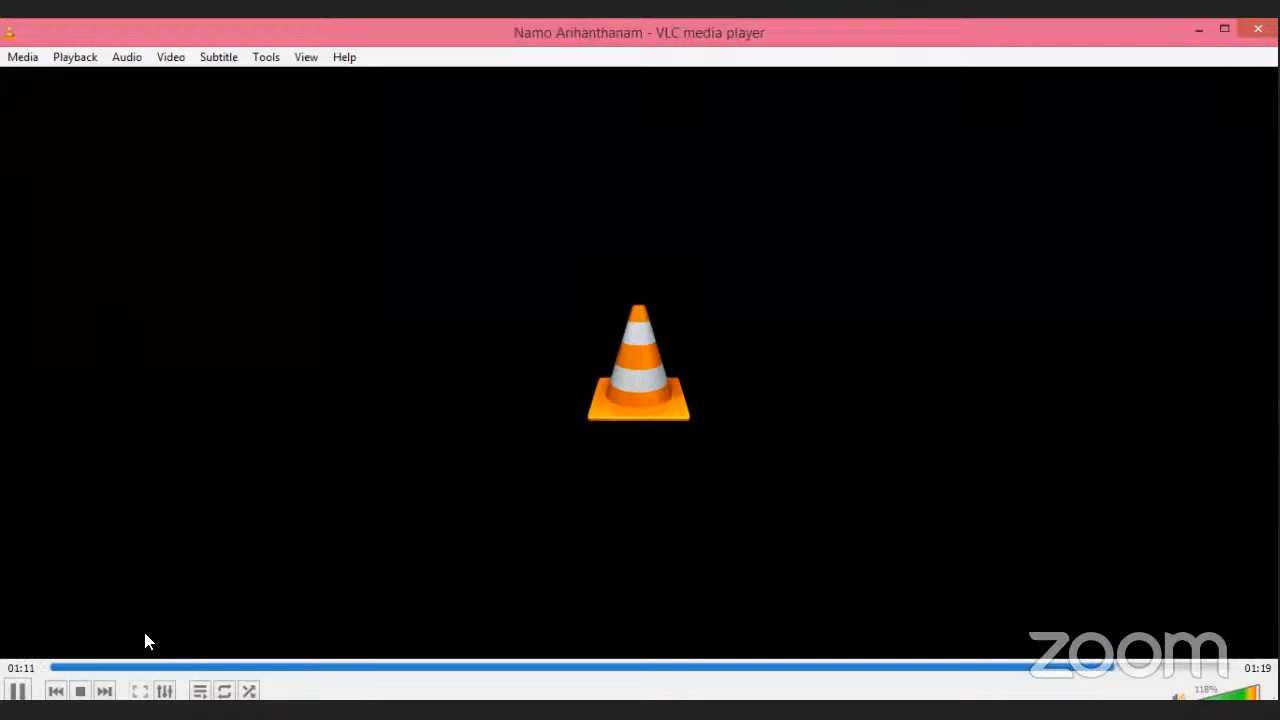 Namo Arihanthanam - VLC media player
Media Playback Audio Video Subtitle Tools View Help
zoom
01:11 01:19
118%